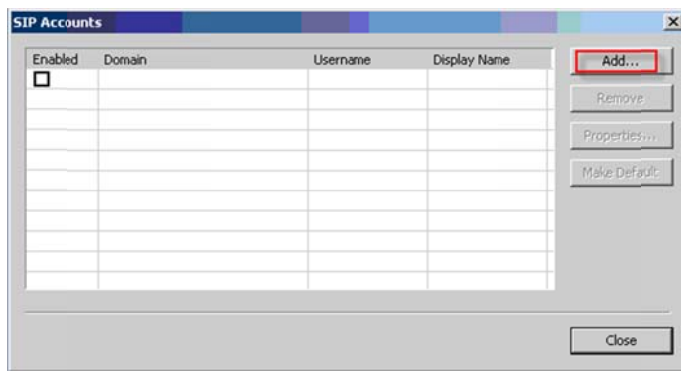 SIP Accounts
Enabled Domain Username Display Name
Add...
Remove
Properties...
Make Default
Close